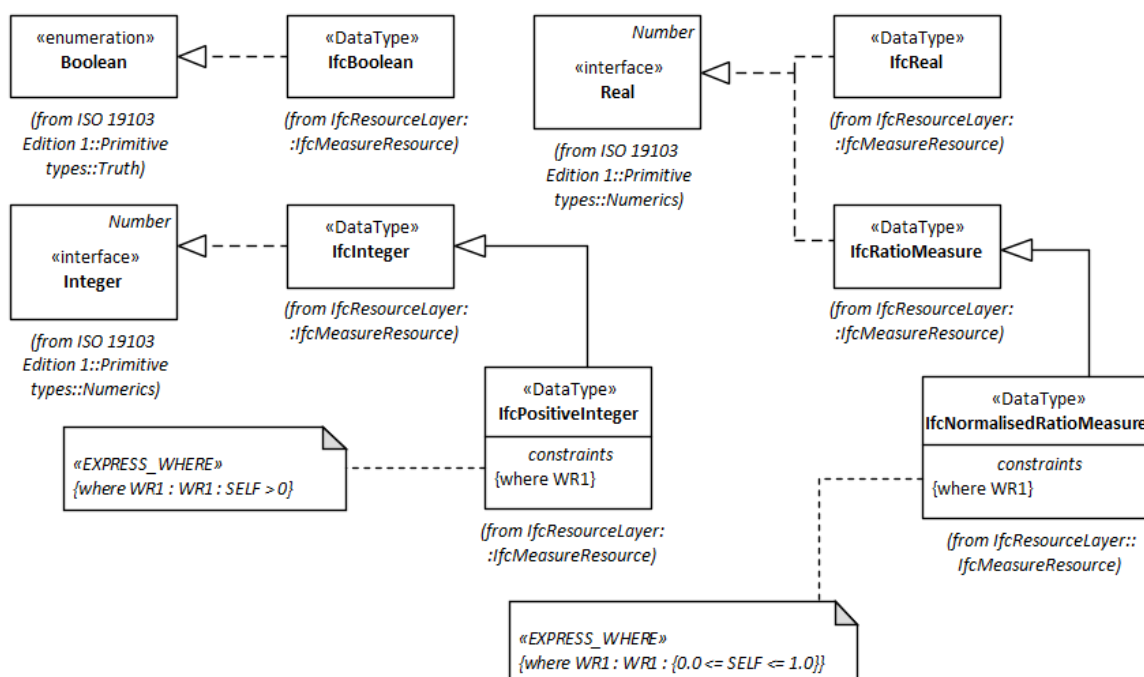 «enumeration»
Boolean
(from ISO 19103
Edition 1::Primitive
types::Truth)
«DataType»
IfcBoolean
(from IfcResourceLayer:
:IfcMeasureResource)
Number
«interface»
Real
(from ISO 19103
Edition 1::Primitive
types::Numerics)
«DataType»
IfcReal
(from IfcResourceLayer:
:IfcMeasureResource)
Number
«interface»
Integer
(from ISO 19103
Edition 1::Primitive
types::Numerics)
«DataType»
IfcInteger
(from IfcResourceLayer:
:IfcMeasureResource)
«DataType»
IfcRatioMeasure
(from IfcResourceLayer:
:IfcMeasureResource)
«DataType»
IfcPositiveInteger
constraints
{where WR1}
(from IfcResourceLayer:
:IfcMeasureResource)
«DataType»
IfcNormalisedRatioMeasure
constraints
{where WR1}
(from IfcResourceLayer::
IfcMeasureResource)
«EXPRESS_WHERE»
{where WR1 : WR1 : SELF > 0}
«EXPRESS_WHERE»
{where WR1 : WR1 : {0.0 <= SELF <= 1.0}}